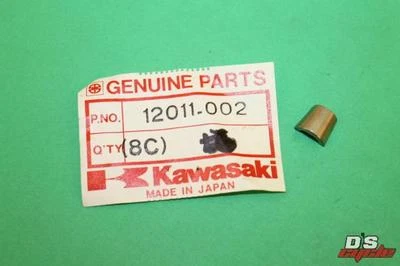 GENUINE PARTS
P.NO. 12011-002
Q'TY (8C)
Kawasaki
MADE IN JAPAN
D'S
cycle